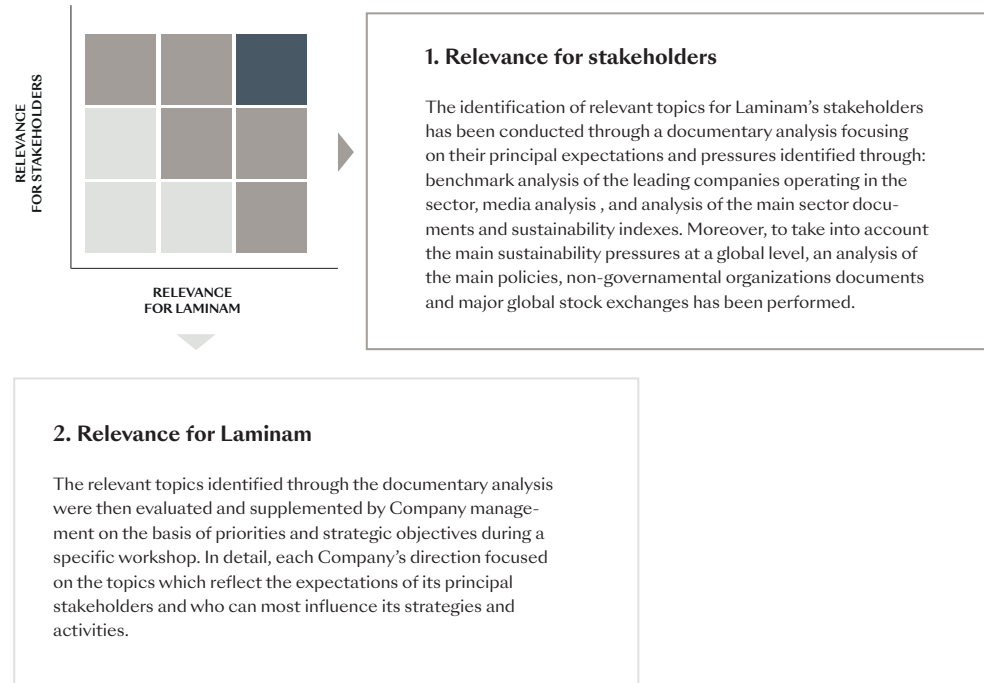 RELEVANCE
FOR STAKEHOLDERS
RELEVANCE
FOR LAMINAM
1. Relevance for stakeholders
The identification of relevant topics for Laminam's stakeholders
has been conducted through a documentary analysis focusing
on their principal expectations and pressures identified through:
benchmark analysis of the leading companies operating in the
sector, media analysis , and analysis of the main sector docu-
ments and sustainability indexes. Moreover, to take into account
the main sustainability pressures at a global level, an analysis of
the main policies, non-governamental organizations documents
and major global stock exchanges has been performed.
2. Relevance for Laminam
The relevant topics identified through the documentary analysis
were then evaluated and supplemented by Company manage-
ment on the basis of priorities and strategic objectives during a
specific workshop. In detail, each Company's direction focused
on the topics which reflect the expectations of its principal
stakeholders and who can most influence its strategies and
activities.